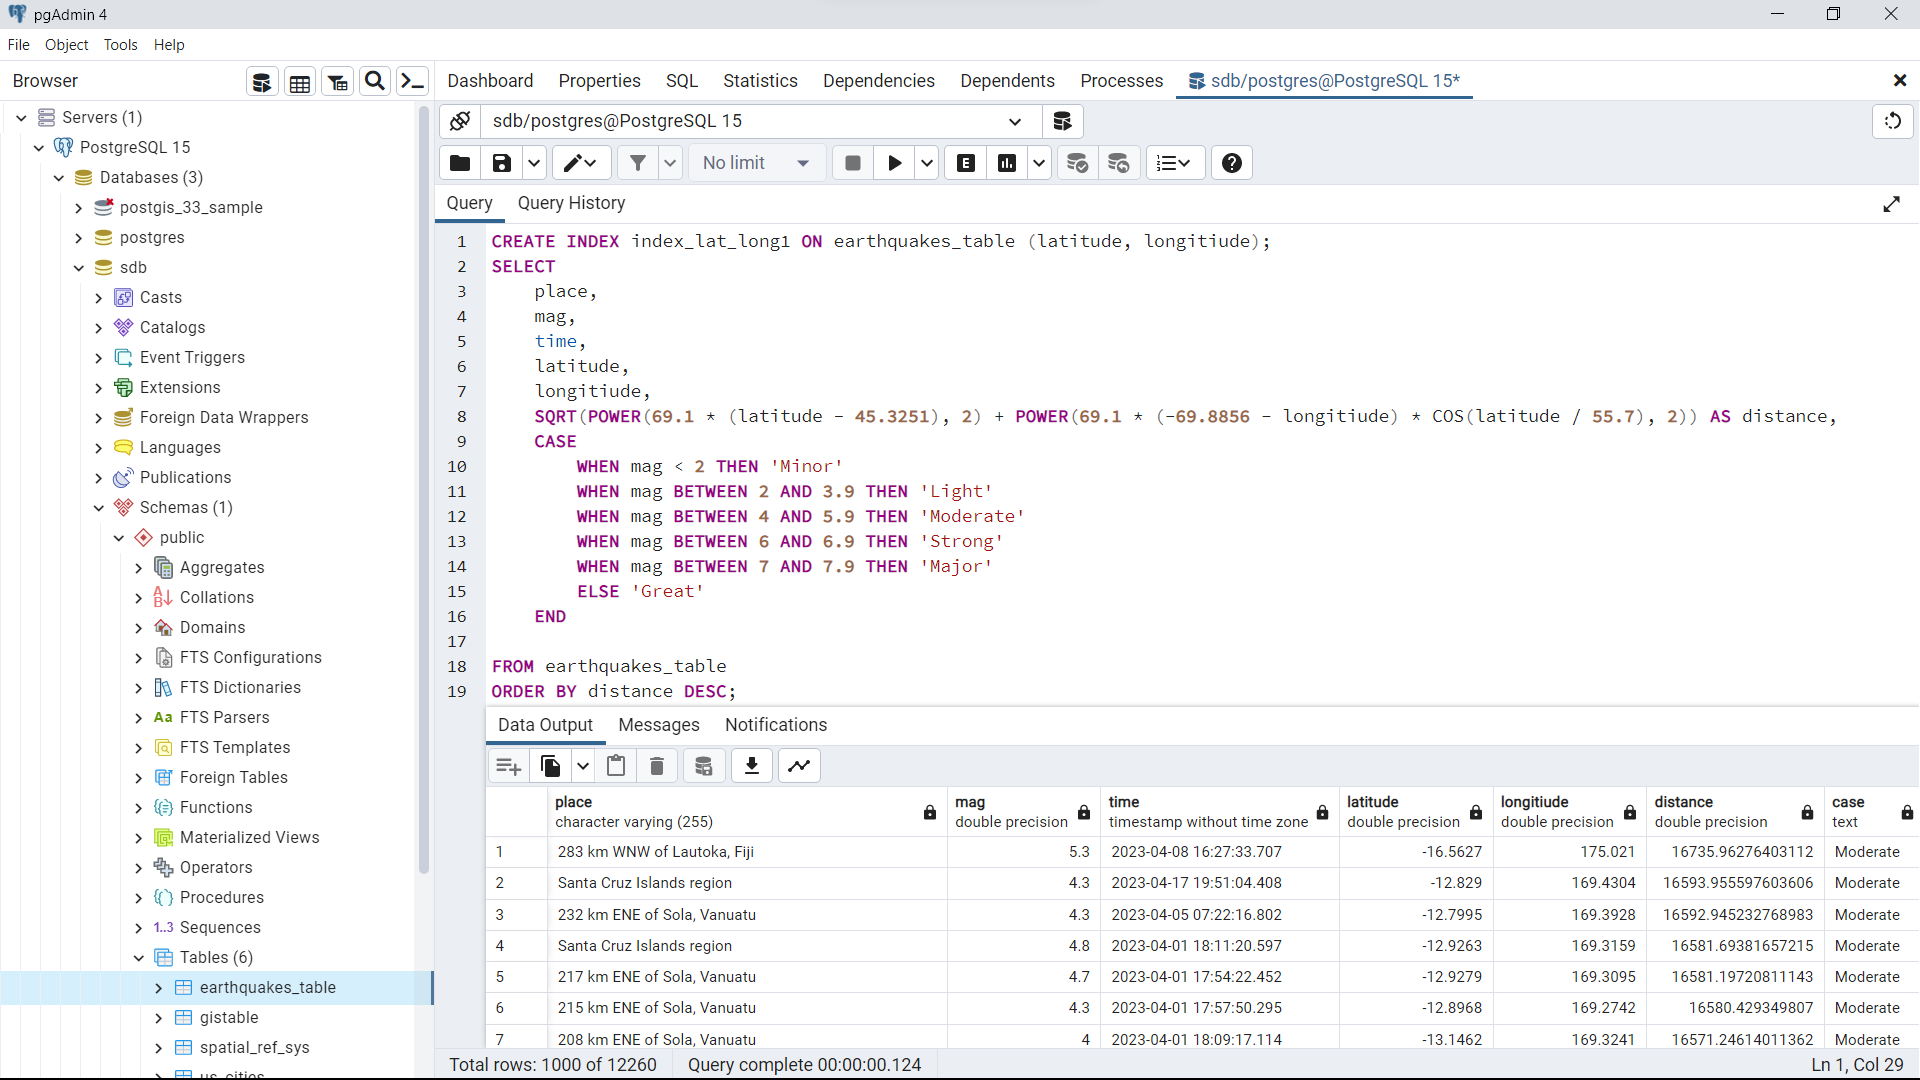 pgAdmin 4
File Object Tools Help
Browser
Dashboard Properties SQL Statistics Dependencies Dependents Processes sdb/postgres@PostgreSQL 15*
Servers (1)
PostgreSQL 15
Databases (3)
postgis_33_sample
postgres
sdb
Casts
Catalogs
Event Triggers
Extensions
Foreign Data Wrappers
Languages
Publications
Schemas (1)
public
Aggregates
Collations
Domains
FTS Configurations
FTS Dictionaries
Aa FTS Parsers
FTS Templates
Foreign Tables
Functions
Materialized Views
Operators
Procedures
1..3 Sequences
Tables (6)
earthquakes_table
gistable
spatial_ref_sys
us_cities
sdb/postgres@PostgreSQL 15
No limit
E
Query Query History
1 CREATE INDEX index_lat_long1 ON earthquakes_table (latitude, longitiude);
2 SELECT
3 place,
4 mag,
5 time,
6 latitude,
7 longitiude,
8 SQRT(POWER(69.1 * (latitude - 45.3251), 2) + POWER(69.1 * (-69.8856 - longitiude) * COS(latitude / 55.7), 2)) AS distance,
9 CASE
10 WHEN mag < 2 THEN 'Minor'
11 WHEN mag BETWEEN 2 AND 3.9 THEN 'Light'
12 WHEN mag BETWEEN 4 AND 5.9 THEN 'Moderate'
13 WHEN mag BETWEEN 6 AND 6.9 THEN 'Strong'
14 WHEN mag BETWEEN 7 AND 7.9 THEN 'Major'
15 ELSE 'Great'
16 END
17
18 FROM earthquakes_table
19 ORDER BY distance DESC;
Data Output Messages Notifications
place mag time latitude longitiude distance case
character varying (255) double precision timestamp without time zone double precision double precision double precision text
1 283 km WNW of Lautoka, Fiji 5.3 2023-04-08 16:27:33.707 -16.5627 175.021 16735.96276403112 Moderate
2 Santa Cruz Islands region 4.3 2023-04-17 19:51:04.408 -12.829 169.4304 16593.955597603606 Moderate
3 232 km ENE of Sola, Vanuatu 4.3 2023-04-05 07:22:16.802 -12.7995 169.3928 16592.945232768983 Moderate
4 Santa Cruz Islands region 4.8 2023-04-01 18:11:20.597 -12.9263 169.3159 16581.69381657215 Moderate
5 217 km ENE of Sola, Vanuatu 4.7 2023-04-01 17:54:22.452 -12.9279 169.3095 16581.19720811143 Moderate
6 215 km ENE of Sola, Vanuatu 4.3 2023-04-01 17:57:50.295 -12.8968 169.2742 16580.429349807 Moderate
7 208 km ENE of Sola, Vanuatu 4 2023-04-01 18:09:17.114 -13.1462 169.3241 16571.24614011362 Moderate
Total rows: 1000 of 12260 Query complete 00:00:00.124 Ln 1, Col 29